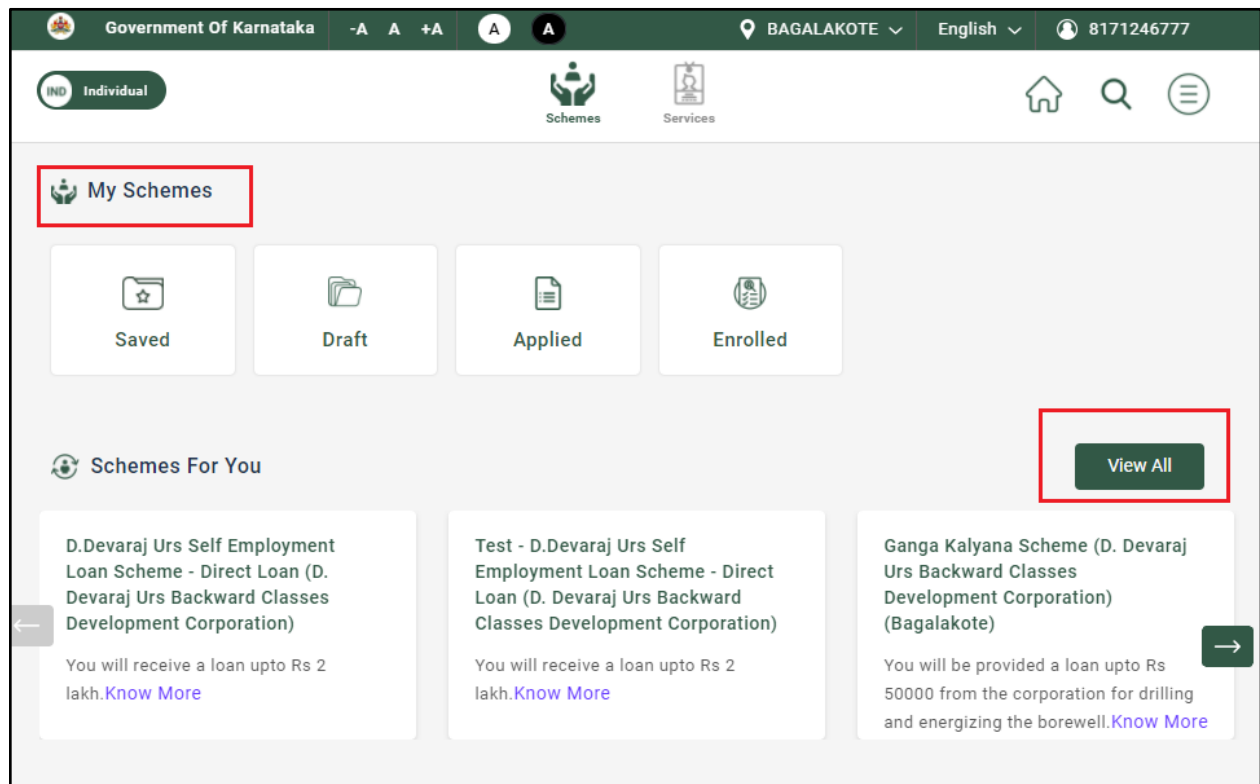 Government Of Karnataka -A A +A A A BAGALAKOTE English 8171246777
IND Individual
Schemes
Services
My Schemes
Saved
Draft
Applied
Enrolled
Schemes For You
View All
D.Devaraj Urs Self Employment
Loan Scheme - Direct Loan (D.
Devaraj Urs Backward Classes
Development Corporation)
You will receive a loan upto Rs 2
lakh.Know More
Test - D.Devaraj Urs Self
Employment Loan Scheme - Direct
Loan (D. Devaraj Urs Backward
Classes Development Corporation)
You will receive a loan upto Rs 2
lakh.Know More
Ganga Kalyana Scheme (D. Devaraj
Urs Backward Classes
Development Corporation)
(Bagalakote)
You will be provided a loan upto Rs
50000 from the corporation for drilling
and energizing the borewell.Know More